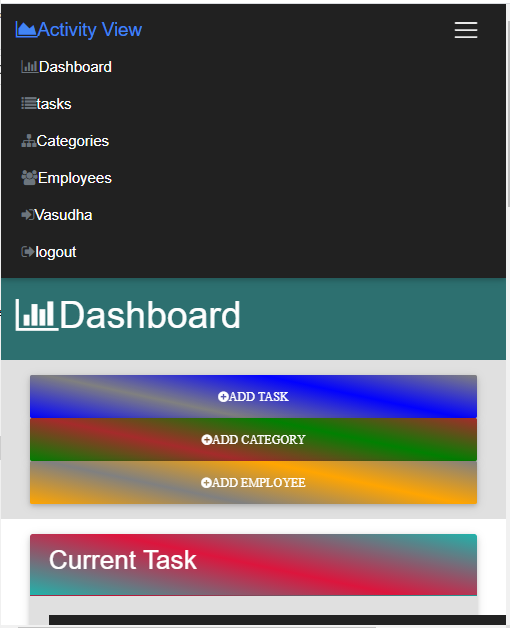 Activity View
Dashboard
tasks
Categories
Employees
Vasudha
logout
Dashboard
ADD TASK
ADD CATEGORY
ADD EMPLOYEE
Current Task